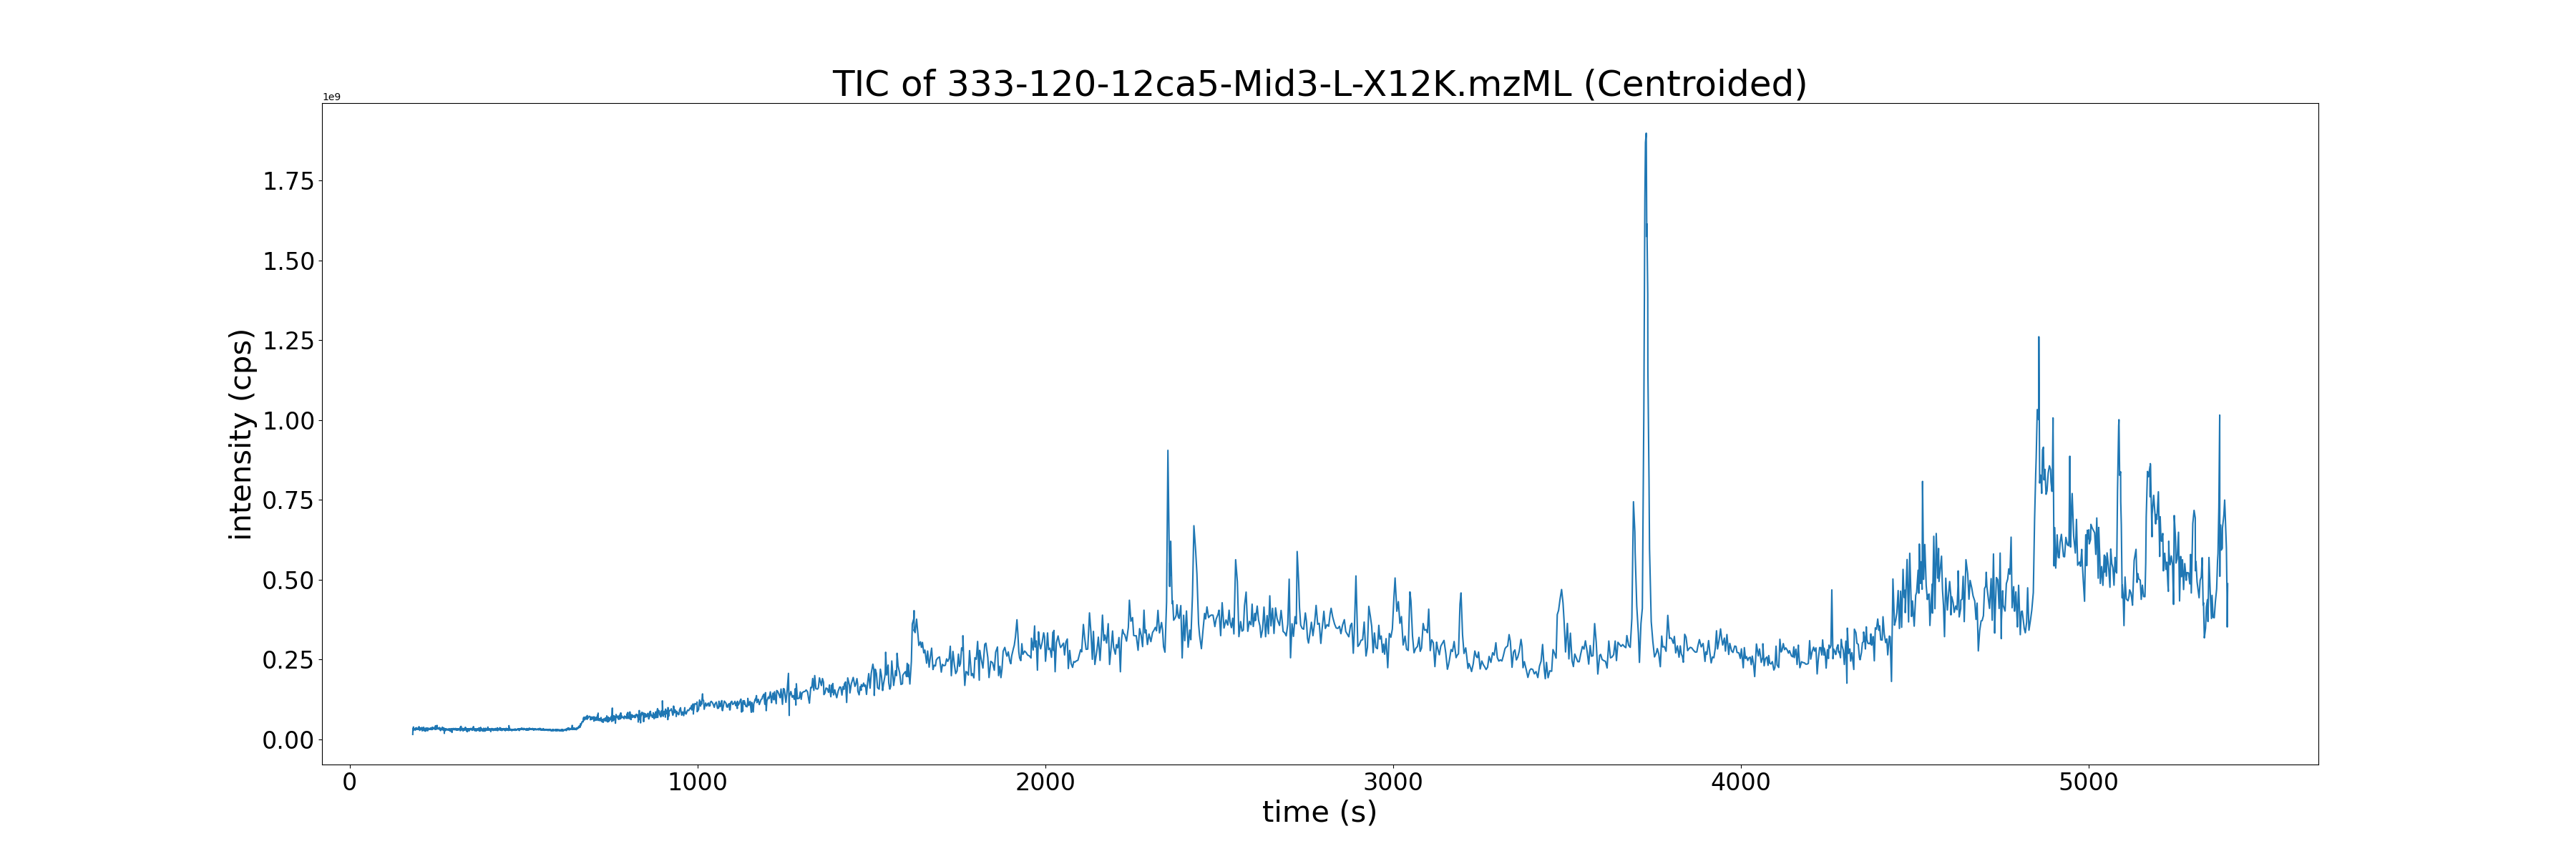 TIC of 333-120-12ca5-Mid3-L-X12K.mzML (Centroided)
1e9
1.75
1.50
1.25
1.00
0.75
0.50
0.25
0.00
intensity (cps)
0 1000 2000 3000 4000 5000
time (s)